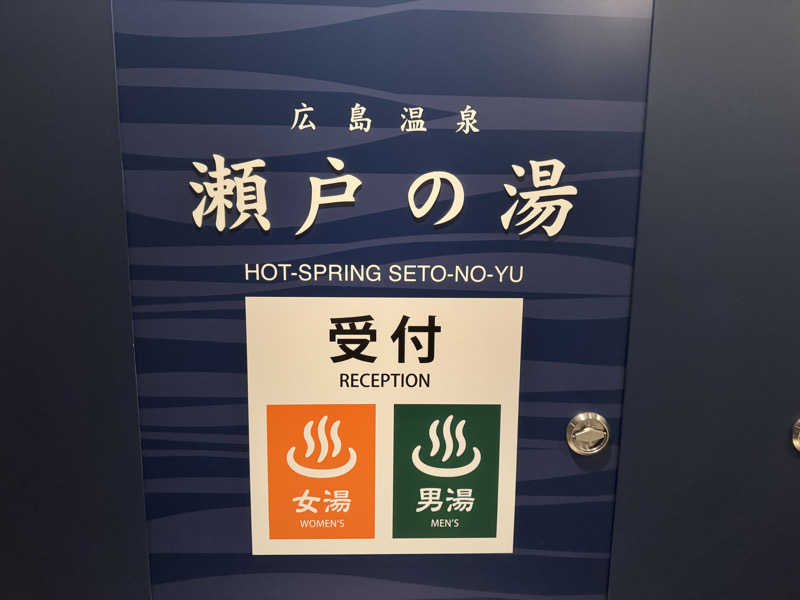 広島温泉
瀬戸の湯
HOT-SPRING SETO-NO-YU
受付
RECEPTION
女湯
WOMEN'S
男湯
MEN'S